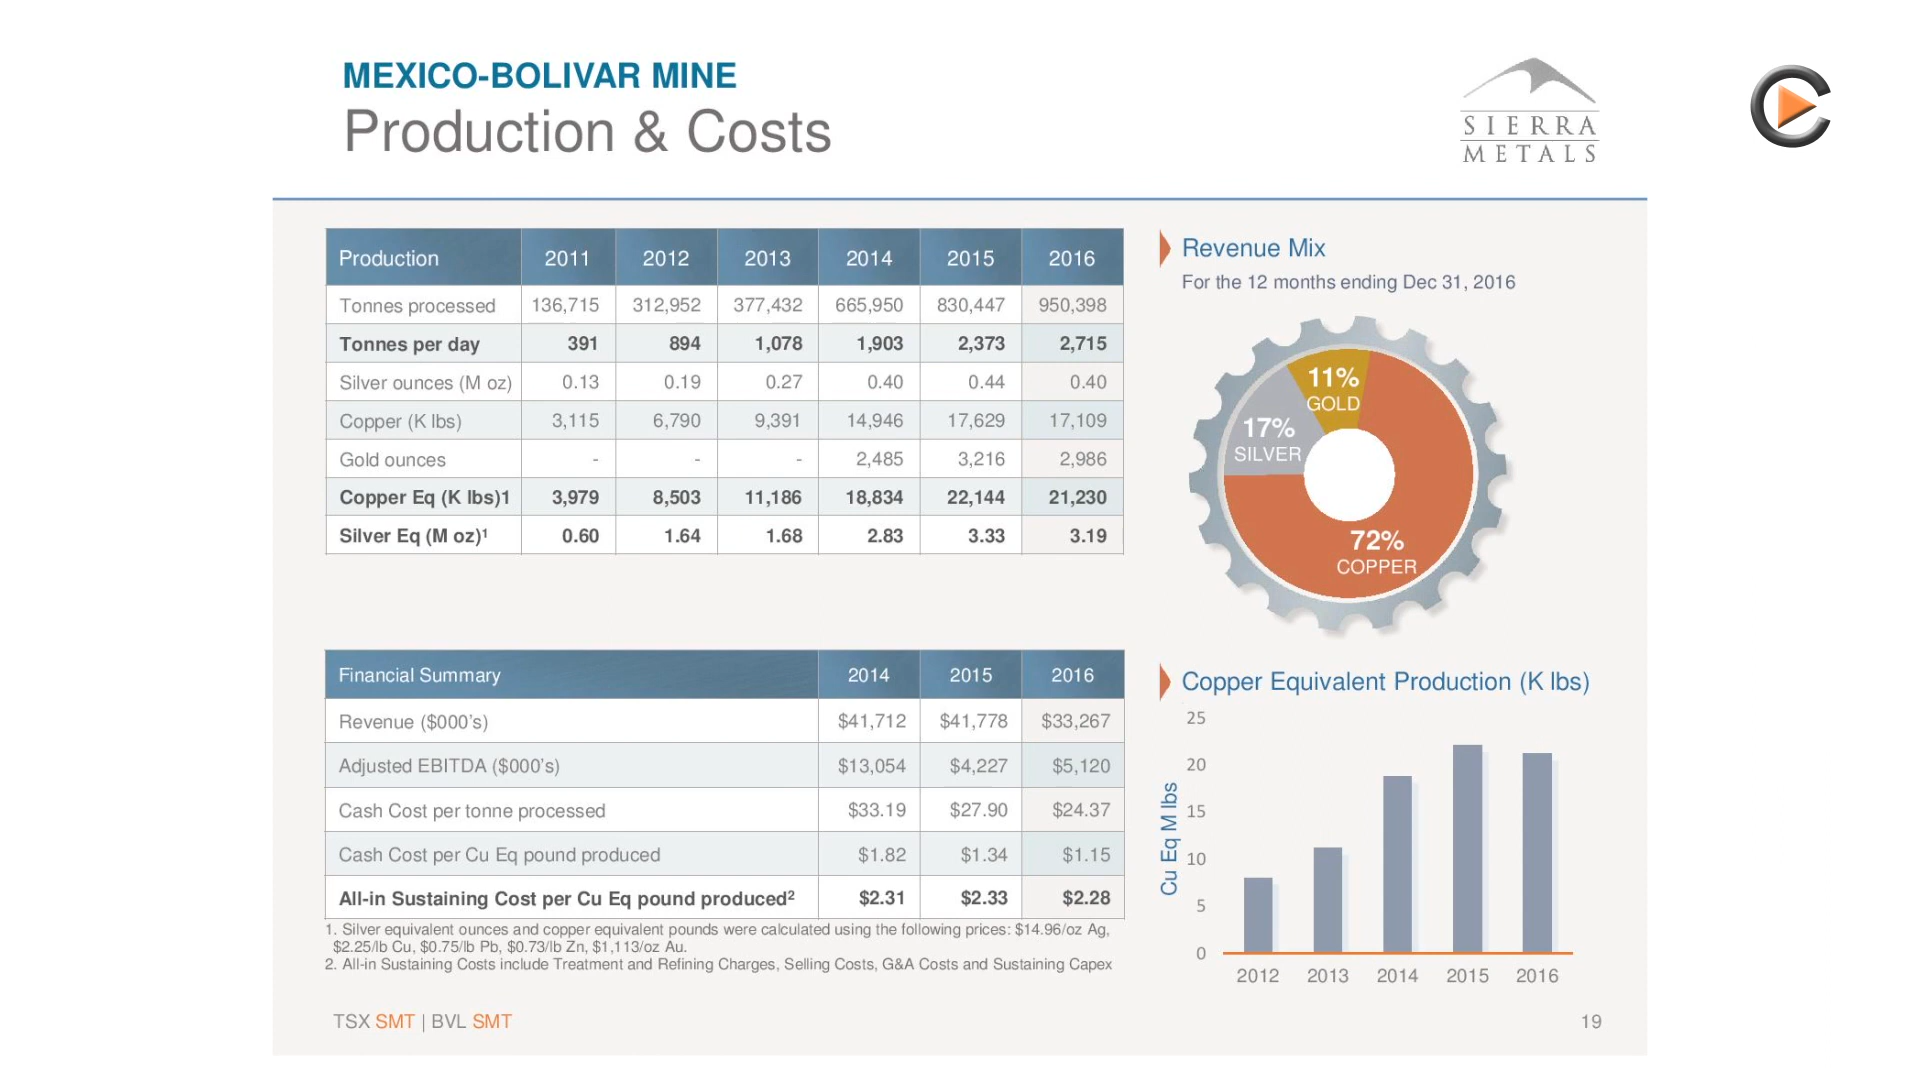 MEXICO-BOLIVAR MINE
Production & Costs
SIERRA
METALS
Production 2011 2012 2013 2014 2015 2016
Tonnes processed 136,715 312,952 377,432 665,950 830,447 950,398
Tonnes per day 391 894 1,078 1,903 2,373 2,715
Silver ounces (M oz) 0.13 0.19 0.27 0.40 0.44 0.40
Copper (K lbs) 3,115 6,790 9,391 14,946 17,629 17,109
Gold ounces - - - 2,485 3,216 2,986
Copper Eq (K lbs)1 3,979 8,503 11,186 18,834 22,144 21,230
Silver Eq (M oz)¹ 0.60 1.64 1.68 2.83 3.33 3.19
Financial Summary 2014 2015 2016
Revenue ($000’s) $41,712 $41,778 $33,267
Adjusted EBITDA ($000’s) $13,054 $4,227 $5,120
Cash Cost per tonne processed $33.19 $27.90 $24.37
Cash Cost per Cu Eq pound produced $1.82 $1.34 $1.15
All-in Sustaining Cost per Cu Eq pound produced² $2.31 $2.33 $2.28
1. Silver equivalent ounces and copper equivalent pounds were calculated using the following prices: $14.96/oz Ag,
$2.25/lb Cu, $0.75/lb Pb, $0.73/lb Zn, $1,113/oz Au.
2. All-in Sustaining Costs include Treatment and Refining Charges, Selling Costs, G&A Costs and Sustaining Capex
Revenue Mix
For the 12 months ending Dec 31, 2016
11%
GOLD
17%
SILVER
72%
COPPER
Copper Equivalent Production (K lbs)
Cu Eq M lbs
25
20
15
10
5
0
2012 2013 2014 2015 2016
TSX SMT | BVL SMT
19